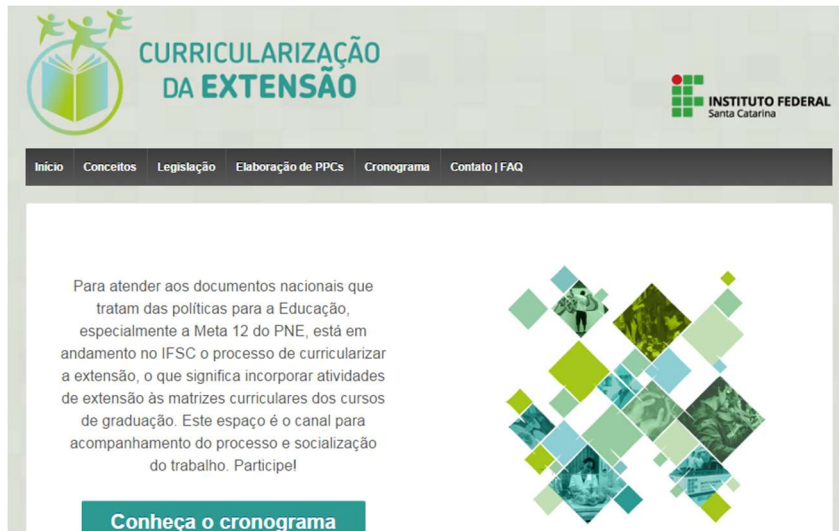 CURRICULARIZAÇÃO
DA EXTENSÃO
INSTITUTO FEDERAL
Santa Catarina
Início Conceitos Legislação Elaboração de PPCs Cronograma Contato | FAQ
Para atender aos documentos nacionais que
tratam das políticas para a Educação,
especialmente a Meta 12 do PNE, está em
andamento no IFSC o processo de curricularizar
a extensão, o que significa incorporar atividades
de extensão às matrizes curriculares dos cursos
de graduação. Este espaço é o canal para
acompanhamento do processo e socialização
do trabalho. Participe!
Conheça o cronograma